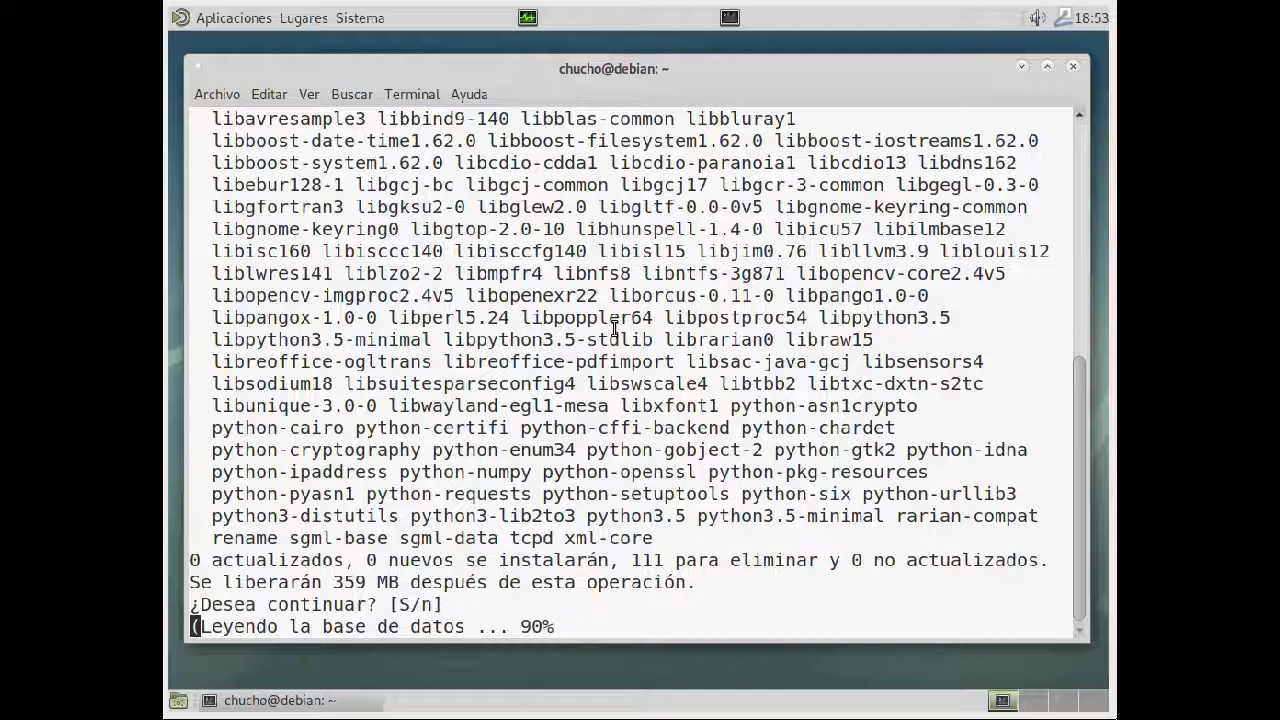 Aplicaciones Lugares Sistema
18:53
chucho@debian: ~
Archivo Editar Ver Buscar Terminal Ayuda
libavresample3 libbind9-140 libblas-common libbluray1
libboost-date-time1.62.0 libboost-filesystem1.62.0 libboost-iostreams1.62.0
libboost-system1.62.0 libcdio-cdda1 libcdio-paranoia1 libcdio13 libdns162
libebur128-1 libgcj-bc libgcj-common libgcj17 libgcr-3-common libgegl-0.3-0
libgfortran3 libgksu2-0 libglew2.0 libgltf-0.0-0v5 libgnome-keyring-common
libgnome-keyring0 libgtop-2.0-10 libhunspell-1.4-0 libicu57 libilmbase12
libisc160 libisccc140 libisccfg140 libisl15 libjim0.76 libllvm3.9 liblouis12
liblwres141 liblzo2-2 libmpfr4 libnfs8 libntfs-3g871 libopencv-core2.4v5
libopencv-imgproc2.4v5 libopenexr22 liborcus-0.11-0 libpango1.0-0
libpangox-1.0-0 libperl5.24 libpoppler64 libpostproc54 libpython3.5
libpython3.5-minimal libpython3.5-stdlib librarian0 libraw15
libreoffice-ogltrans libreoffice-pdfimport libsac-java-gcj libsensors4
libsodium18 libsuitesparseconfig4 libswscale4 libtbb2 libtxc-dxtn-s2tc
libunique-3.0-0 libwayland-egl1-mesa libxfont1 python-asn1crypto
python-cairo python-certifi python-cffi-backend python-chardet
python-cryptography python-enum34 python-gobject-2 python-gtk2 python-idna
python-ipaddress python-numpy python-openssl python-pkg-resources
python-pyasn1 python-requests python-setuptools python-six python-urllib3
python3-distutils python3-lib2to3 python3.5 python3.5-minimal rarian-compat
rename sgml-base sgml-data tcpd xml-core
0 actualizados, 0 nuevos se instalarán, 111 para eliminar y 0 no actualizados.
Se liberarán 359 MB después de esta operación.
¿Desea continuar? [S/n]
(Leyendo la base de datos ... 90%
chucho@debian: ~